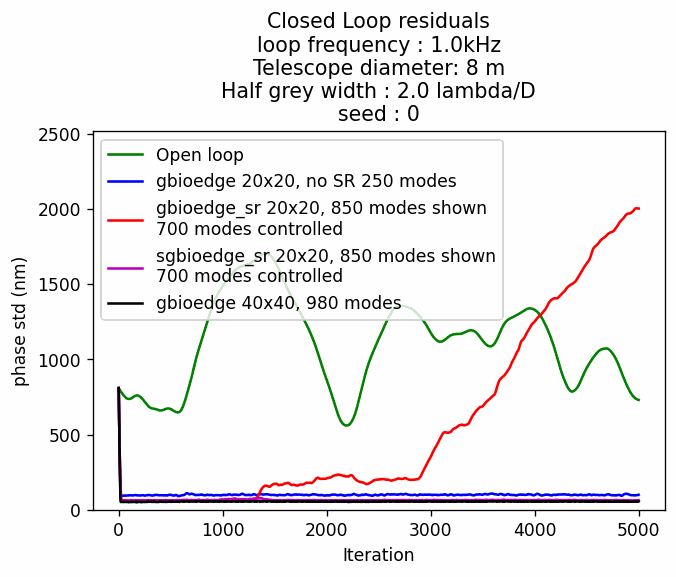 Closed Loop residuals
loop frequency : 1.0kHz
Telescope diameter: 8 m
Half grey width : 2.0 lambda/D
seed : 0
2500
2000
1500
1000
500
0
phase std (nm)
Open loop
gbioedge 20x20, no SR 250 modes
gbioedge_sr 20x20, 850 modes shown
700 modes controlled
sgbioedge_sr 20x20, 850 modes shown
700 modes controlled
gbioedge 40x40, 980 modes
0
1000
2000
3000
4000
5000
Iteration